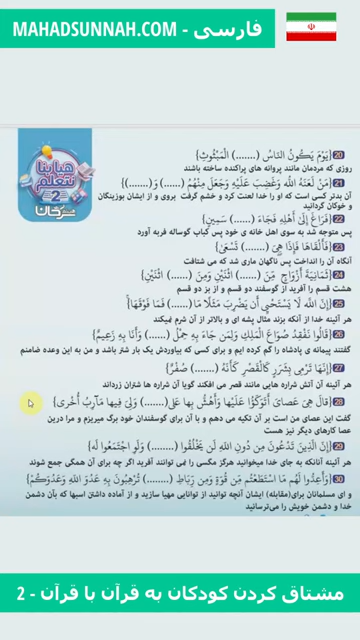 MAHADSUNNAH.COM - فارسی
هيا بنا نتعلم
2
20 {يَوْمَ يَكُونُ النَّاسُ (.......) الْمَبْثُوثِ}
روزی که مردمان مانند پروانه های پراکنده ساخته باشند
21 {مَنْ لَعَنَهُ اللَّه وَغَضِبَ عَلَيْهِ وَجَعَلَ مِنْهُمُ (......) وَ(.......)}
آن بدتر کسی است که او را خدا لعنت کرد و خشم گرفت بروی و از ایشان بوزینگان و خوکان گردانید
22 {فَرَاغَ إِلَى أَهْلِهِ فَجَاءَ (......) سَمِينٍ}
پس متوجه شد به سوی اهل خانه ی خود پس کباب گوساله فربه آورد
23 {فَأَلْقَاهَا فَإِذَا هِيَ (......) تَسْعَىٰ}
آنگاه آن را انداخت پس ناگهان ماری شد که می شتافت
24 {ثَمَانِيَةَ أَزْوَاجٍ مِّنَ (......) اثْنَيْنِ وَمِنَ (......) اثْنَيْنِ}
هشت قسم را آفرید از گوسفند دو قسم و از بز دو قسم
25 {إِنَّ اللَّهَ لَا يَسْتَحْيِي أَن يَضْرِبَ مَثَلًا مَا (......) فَمَا فَوْقَهَا}
هر آئینه خدا از آنکه بزند مثال پشه ای و بالاتر از آن شرم نمیکند
26 {قَالُوا نَفْقِدُ صُوَاعَ الْمَلِكِ وَلِمَن جَاءَ بِهِ حِمْلُ (......) وَأَنَا بِهِ زَعِيمٌ}
گفتند پیمانه ی پادشاه را گم کرده ایم و برای کسی که بیاوردش یک بار شتر باشد و من به این وعده ضامنم
27 {إِنَّهَا تَرْمِي بِشَرَرٍ كَالْقَصْرِ كَأَنَّهُ (......) صُفْرٌ}
هر آئینه آن آتش شراره هایی مانند قصر می افکند گویا آن شراره ها شتران زرداند
28 {قَالَ هِيَ عَصَايَ أَتَوَكَّؤُا عَلَيْهَا وَأَهُشُّ بِهَا عَلَى (......) وَلِيَ فِيهَا مَآرِبُ أُخْرَى}
گفت این عصای من است بر آن تکیه می دهم و با آن برای گوسفندان خود برگ میریزم و مرا درین عصا کارهای دیگر نیز هست
29 {إِنَّ الَّذِينَ تَدْعُونَ مِن دُونِ اللَّهِ لَن يَخْلُقُوا (......) وَلَوِ اجْتَمَعُوا لَه}
هر آئینه آنانکه به جای خدا میخوانید هرگز مگسی را نمی توانند آفرید اگر چه برای آن همگی جمع شوند
30 {وَأَعِدُّوا لَهُم مَا اسْتَطَعْتُم مِّن قُوَّةٍ وَمِن رِبَاطِ (......) تُرْهِبُونَ بِهِ عَدُوَّ اللَّهِ وَعَدُوَّكُمْ}
و ای مسلمانان برای(مقابله) ایشان آنچه توانید از توانایی مهیا سازید و از آماده داشتن اسبها که بآن دشمن خدا و دشمن خویش را می‌ترسانید
مشتاق کردن کودکان به قرآن با قرآن - 2